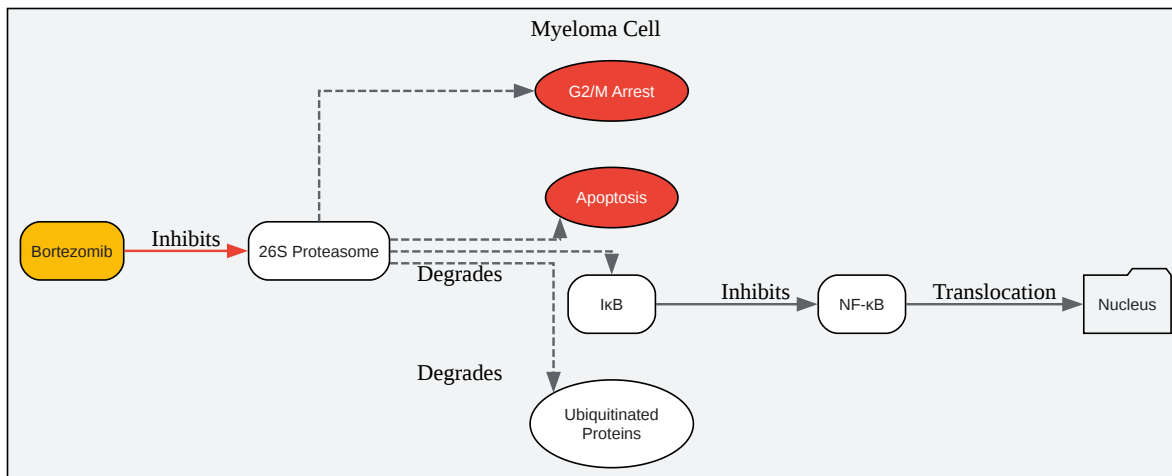 Myeloma Cell
G2/M Arrest
Apoptosis
Bortezomib
Inhibits
26S Proteasome
Degrades
IκB
Inhibits
NF-κB
Translocation
Nucleus
Degrades
Ubiquitinated
Proteins